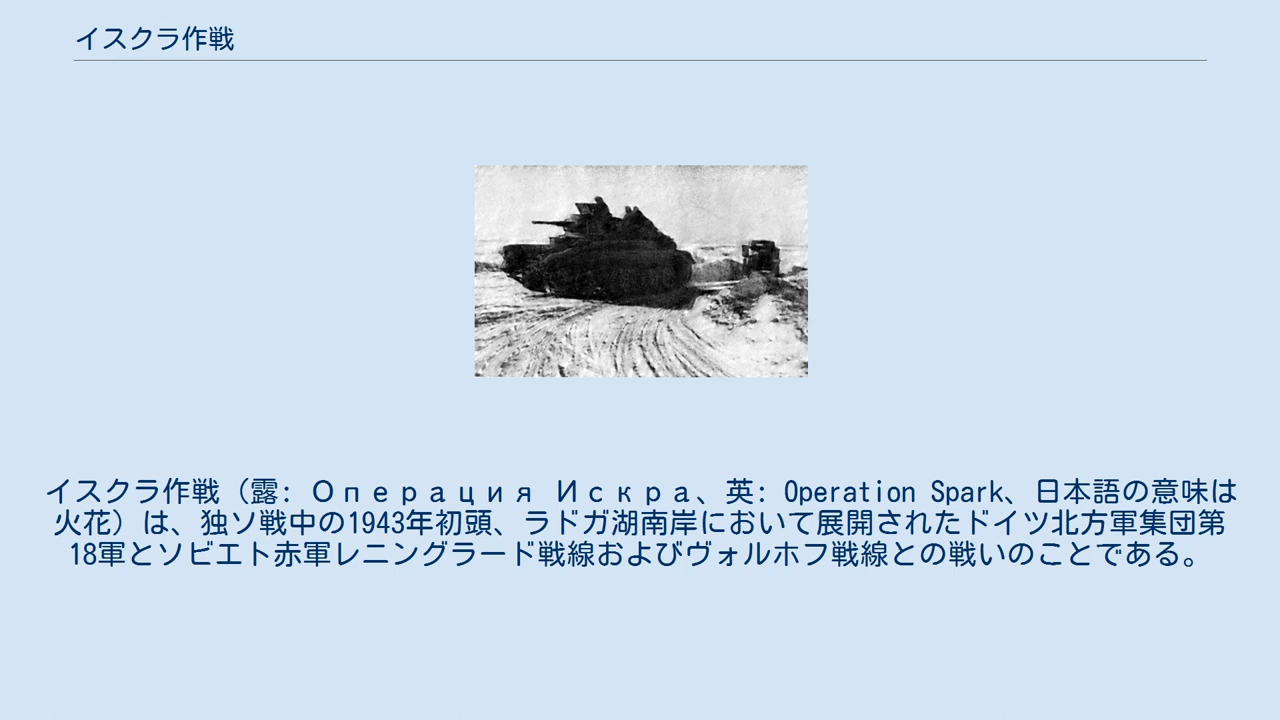 イスクラ作戦
イスクラ作戦（露: Операция Искра、英: Operation Spark、日本語の意味は
火花）は、独ソ戦中の1943年初頭、ラドガ湖南岸において展開されたドイツ北方軍集団第
18軍とソビエト赤軍レニングラード戦線およびヴォルホフ戦線との戦いのことである。